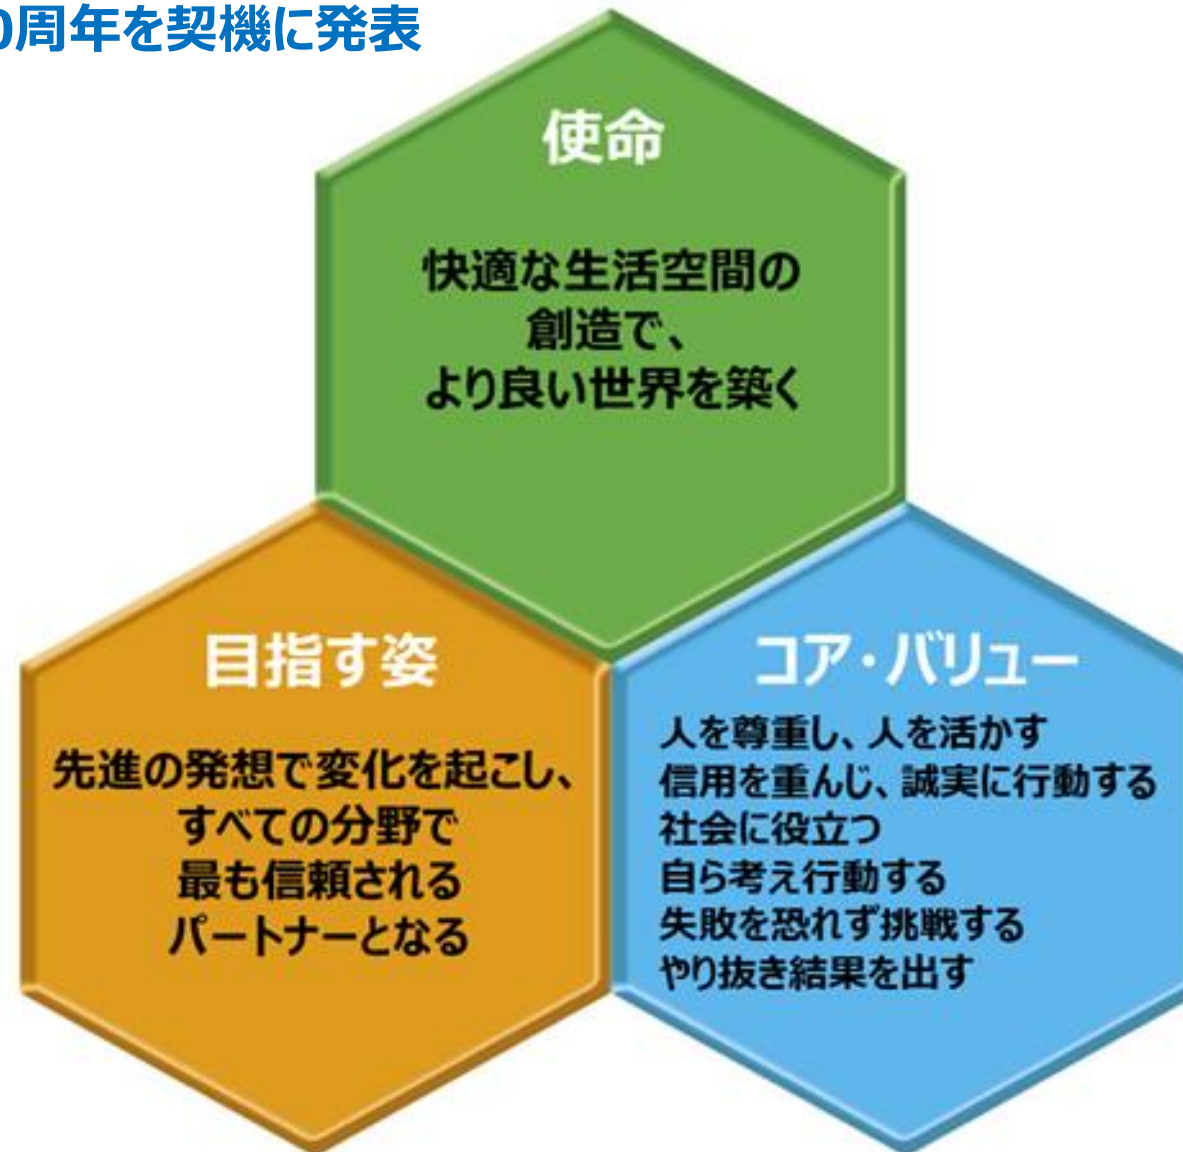 0周年を契機に発表
使命
快適な生活空間の
創造で、
より良い世界を築く
目指す姿
先進の発想で変化を起こし、
すべての分野で
最も信頼される
パートナーとなる
コア・バリュー
人を尊重し、人を活かす
信用を重んじ、誠実に行動する
社会に役立つ
自ら考え行動する
失敗を恐れず挑戦する
やり抜き結果を出す